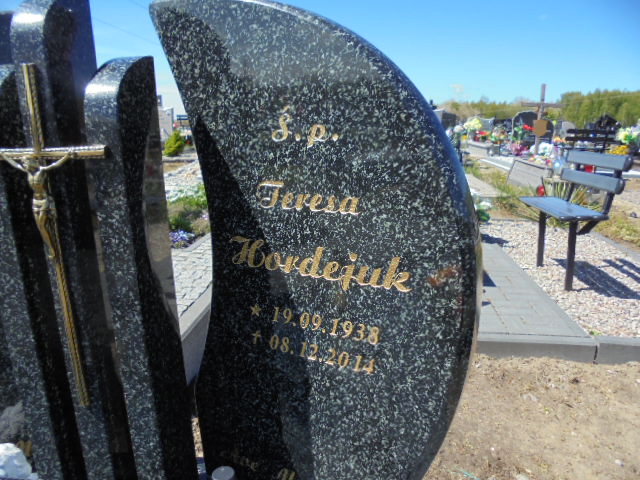 Ś.p.
Teresa
Hordejuk
★ 19.09.1938
✝ 08.12.2014